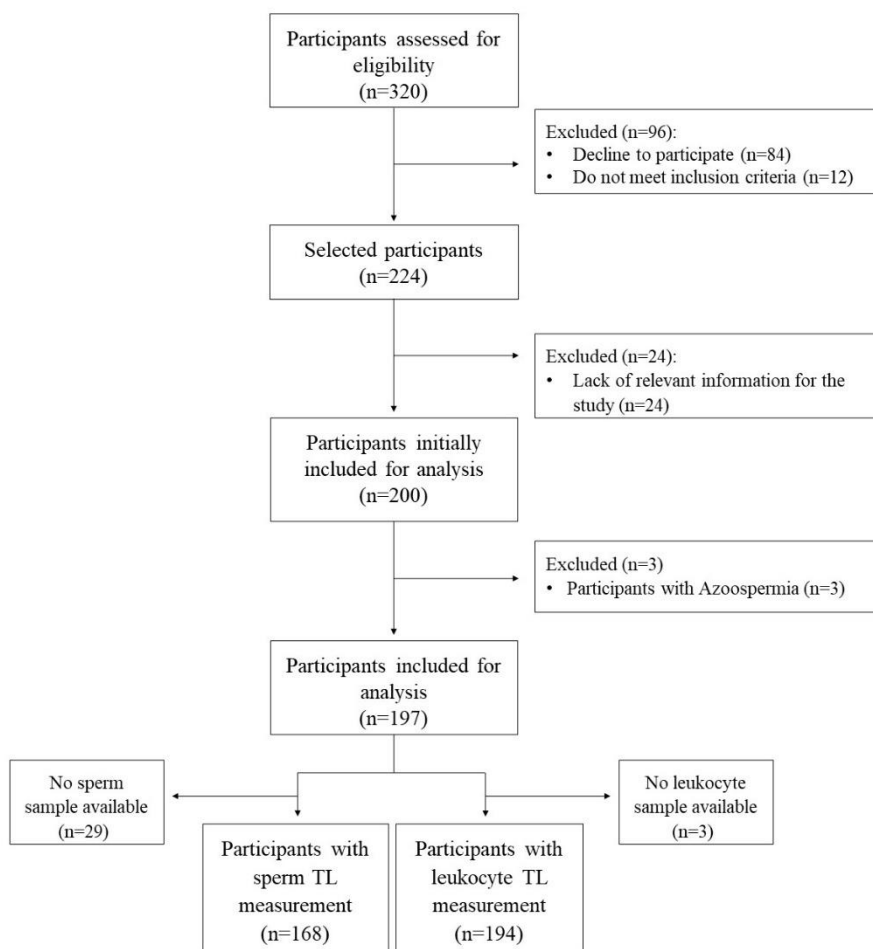 Participants assessed for
eligibility
(n=320)
Excluded (n=96):
• Decline to participate (n=84)
• Do not meet inclusion criteria (n=12)
Selected participants
(n=224)
Excluded (n=24):
• Lack of relevant information for the
study (n=24)
Participants initially
included for analysis
(n=200)
Excluded (n=3)
• Participants with Azoospermia (n=3)
Participants included for
analysis
(n=197)
No sperm
sample available
(n=29)
Participants with
sperm TL
measurement
(n=168)
Participants with
leukocyte TL
measurement
(n=194)
No leukocyte
sample available
(n=3)